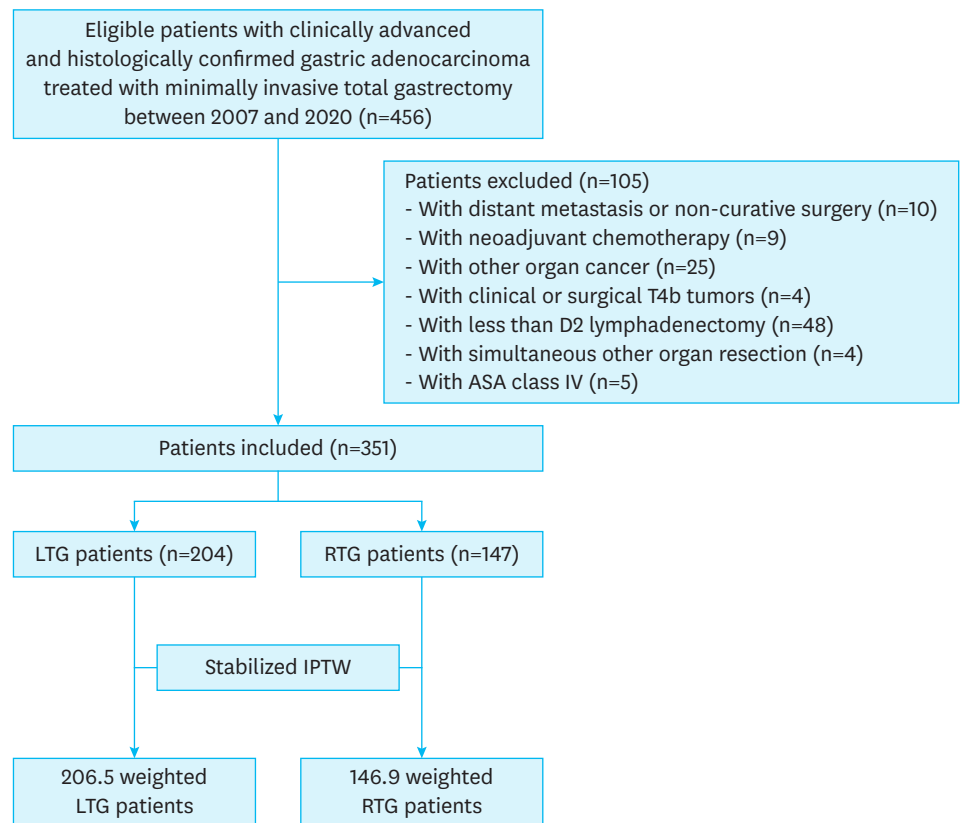 Eligible patients with clinically advanced
and histologically confirmed gastric adenocarcinoma
treated with minimally invasive total gastrectomy
between 2007 and 2020 (n=456)
Patients excluded (n=105)
- With distant metastasis or non-curative surgery (n=10)
- With neoadjuvant chemotherapy (n=9)
- With other organ cancer (n=25)
- With clinical or surgical T4b tumors (n=4)
- With less than D2 lymphadenectomy (n=48)
- With simultaneous other organ resection (n=4)
- With ASA class IV (n=5)
Patients included (n=351)
LTG patients (n=204)
RTG patients (n=147)
Stabilized IPTW
206.5 weighted
LTG patients
146.9 weighted
RTG patients